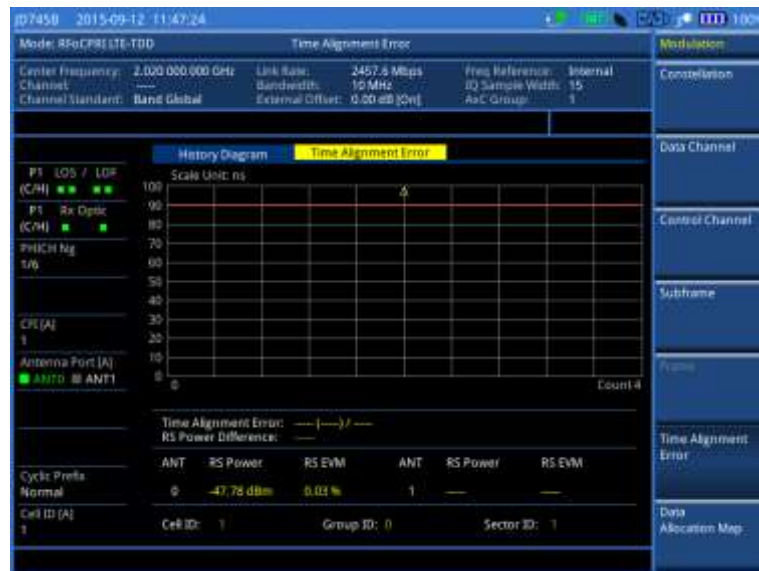 JD745B 2015-09-12 11:47:24
INT
100%
Mode: RFoCPRI LTE-TDD
Time Alignment Error
Modulation
Center Frequency: 2.020 000 000 GHz
Link Rate: 2457.6 Mbps
Freq Reference: Internal
Channel: ----
Bandwidth: 10 MHz
IQ Sample Width: 15
Channel Standard: Band Global
External Offset: 0.00 dB [On]
AxC Group: 1
Constellation
Data Channel
Control Channel
Subframe
Frame
Time Alignment
Error
Data
Allocation Map
P1 LOS / LOF
(C/H)
P1 Rx Optic
(C/H)
PHICH Ng
1/6
CFI [A]
1
Antenna Port [A]
ANT0 ANT1
Cyclic Prefix
Normal
Cell ID [A]
1
History Diagram
Time Alignment Error
Scale Unit: ns
100
90
80
70
60
50
40
30
20
10
0
0
Count 4
Time Alignment Error: ---- (----) / ----
RS Power Difference: ----
ANT RS Power RS EVM ANT RS Power RS EVM
0 -47.78 dBm 0.03 % 1 ---- ----
Cell ID: 1 Group ID: 0 Sector ID: 1